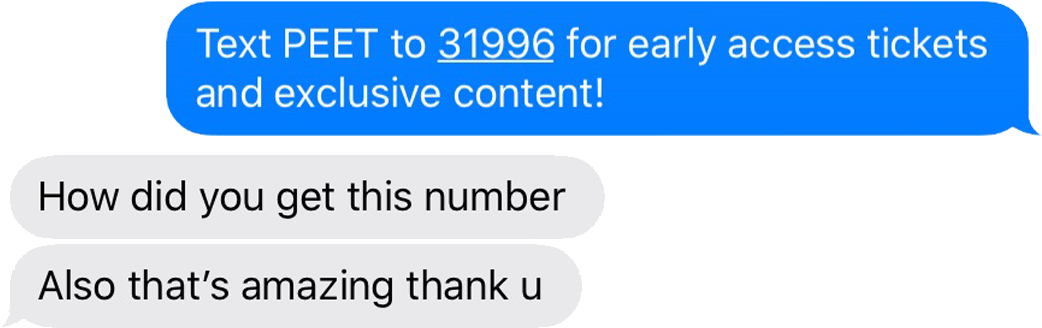 Text PEET to 31996 for early access tickets
and exclusive content!
How did you get this number
Also that’s amazing thank u